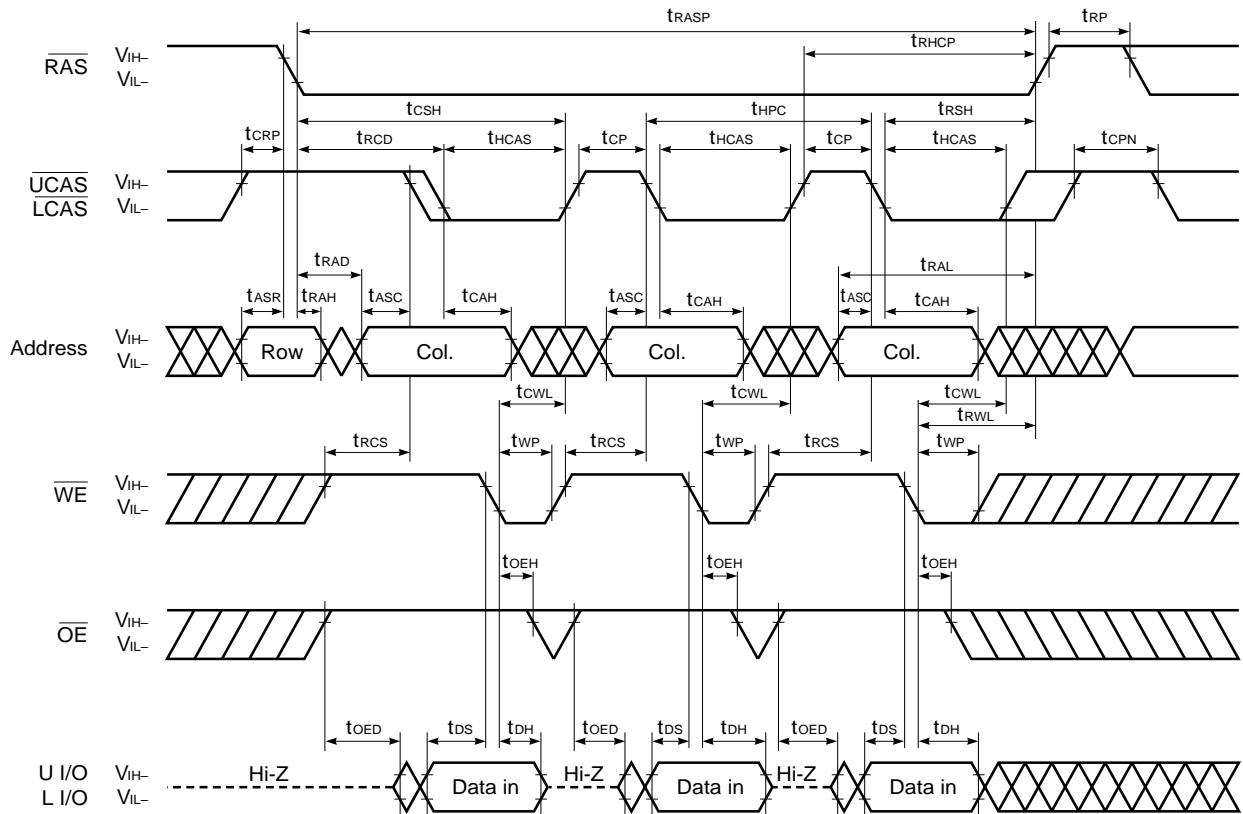 tRASP tRP
tRHCP
RAS VIH–
VIL–
tCSH tHPC tRSH
tCRP tRCD tHCAS tCP tHCAS tCP tHCAS tCPN
UCAS VIH–
LCAS VIL–
tRAD tRAL
tASR tRAH tASC tCAH tASC tCAH tASC tCAH
Address VIH–
VIL–
Row Col. Col. Col.
tCWL tCWL tCWL
tRWL
tRCS tWP tRCS tWP tRCS tWP
WE VIH–
VIL–
tOEH tOEH tOEH
OE VIH–
VIL–
tOED tDS tDH tOED tDS tDH tOED tDS tDH
U I/O VIH–
L I/O VIL–
Hi-Z Data in Hi-Z Data in Hi-Z Data in